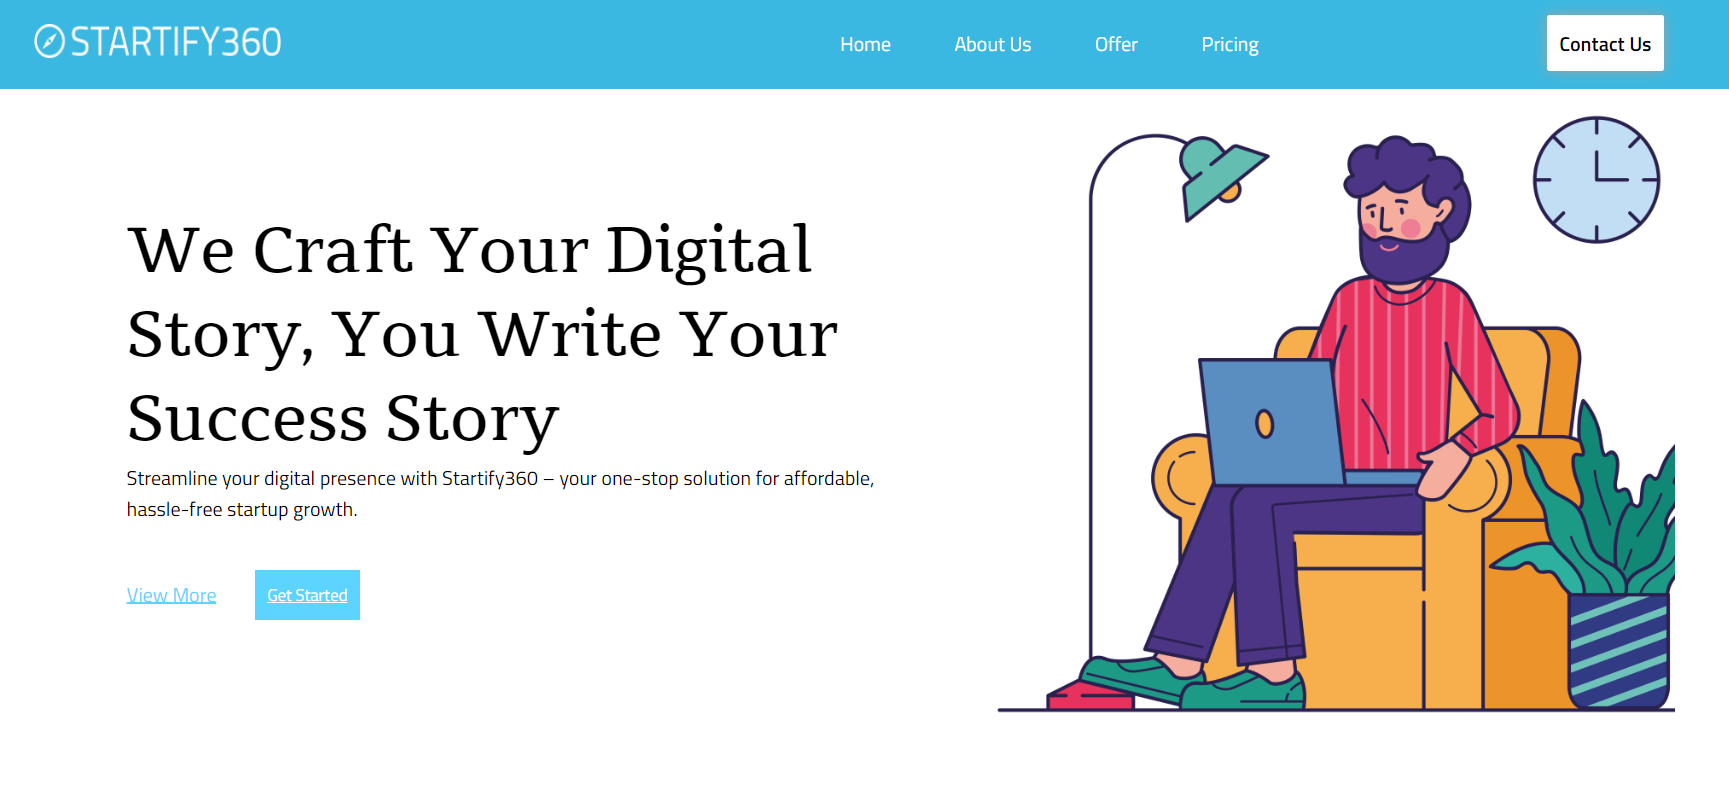 STARTIFY360
Home
About Us
Offer
Pricing
Contact Us
We Craft Your Digital
Story, You Write Your
Success Story
Streamline your digital presence with Startify360 – your one-stop solution for affordable,
hassle-free startup growth.
View More
Get Started